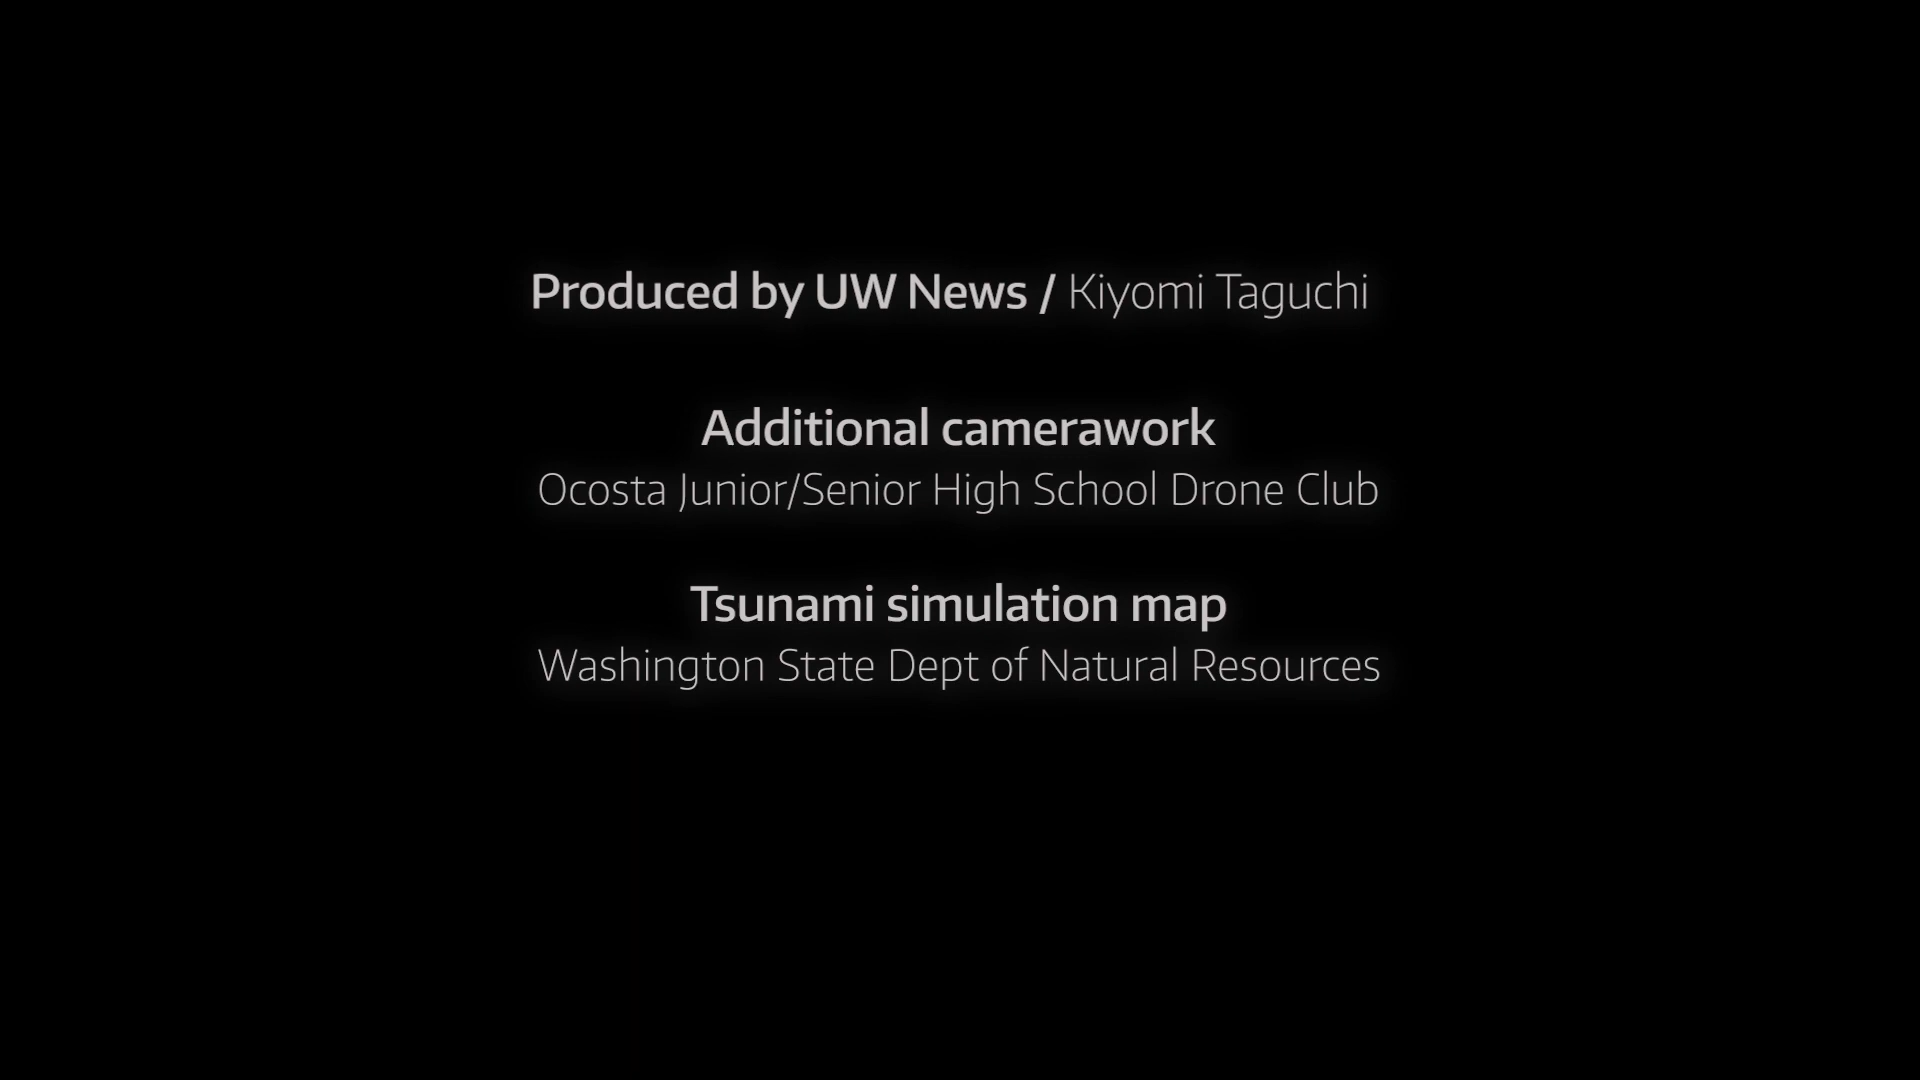 Produced by UW News / Kiyomi Taguchi
Additional camerawork
Ocosta Junior/Senior High School Drone Club
Tsunami simulation map
Washington State Dept of Natural Resources